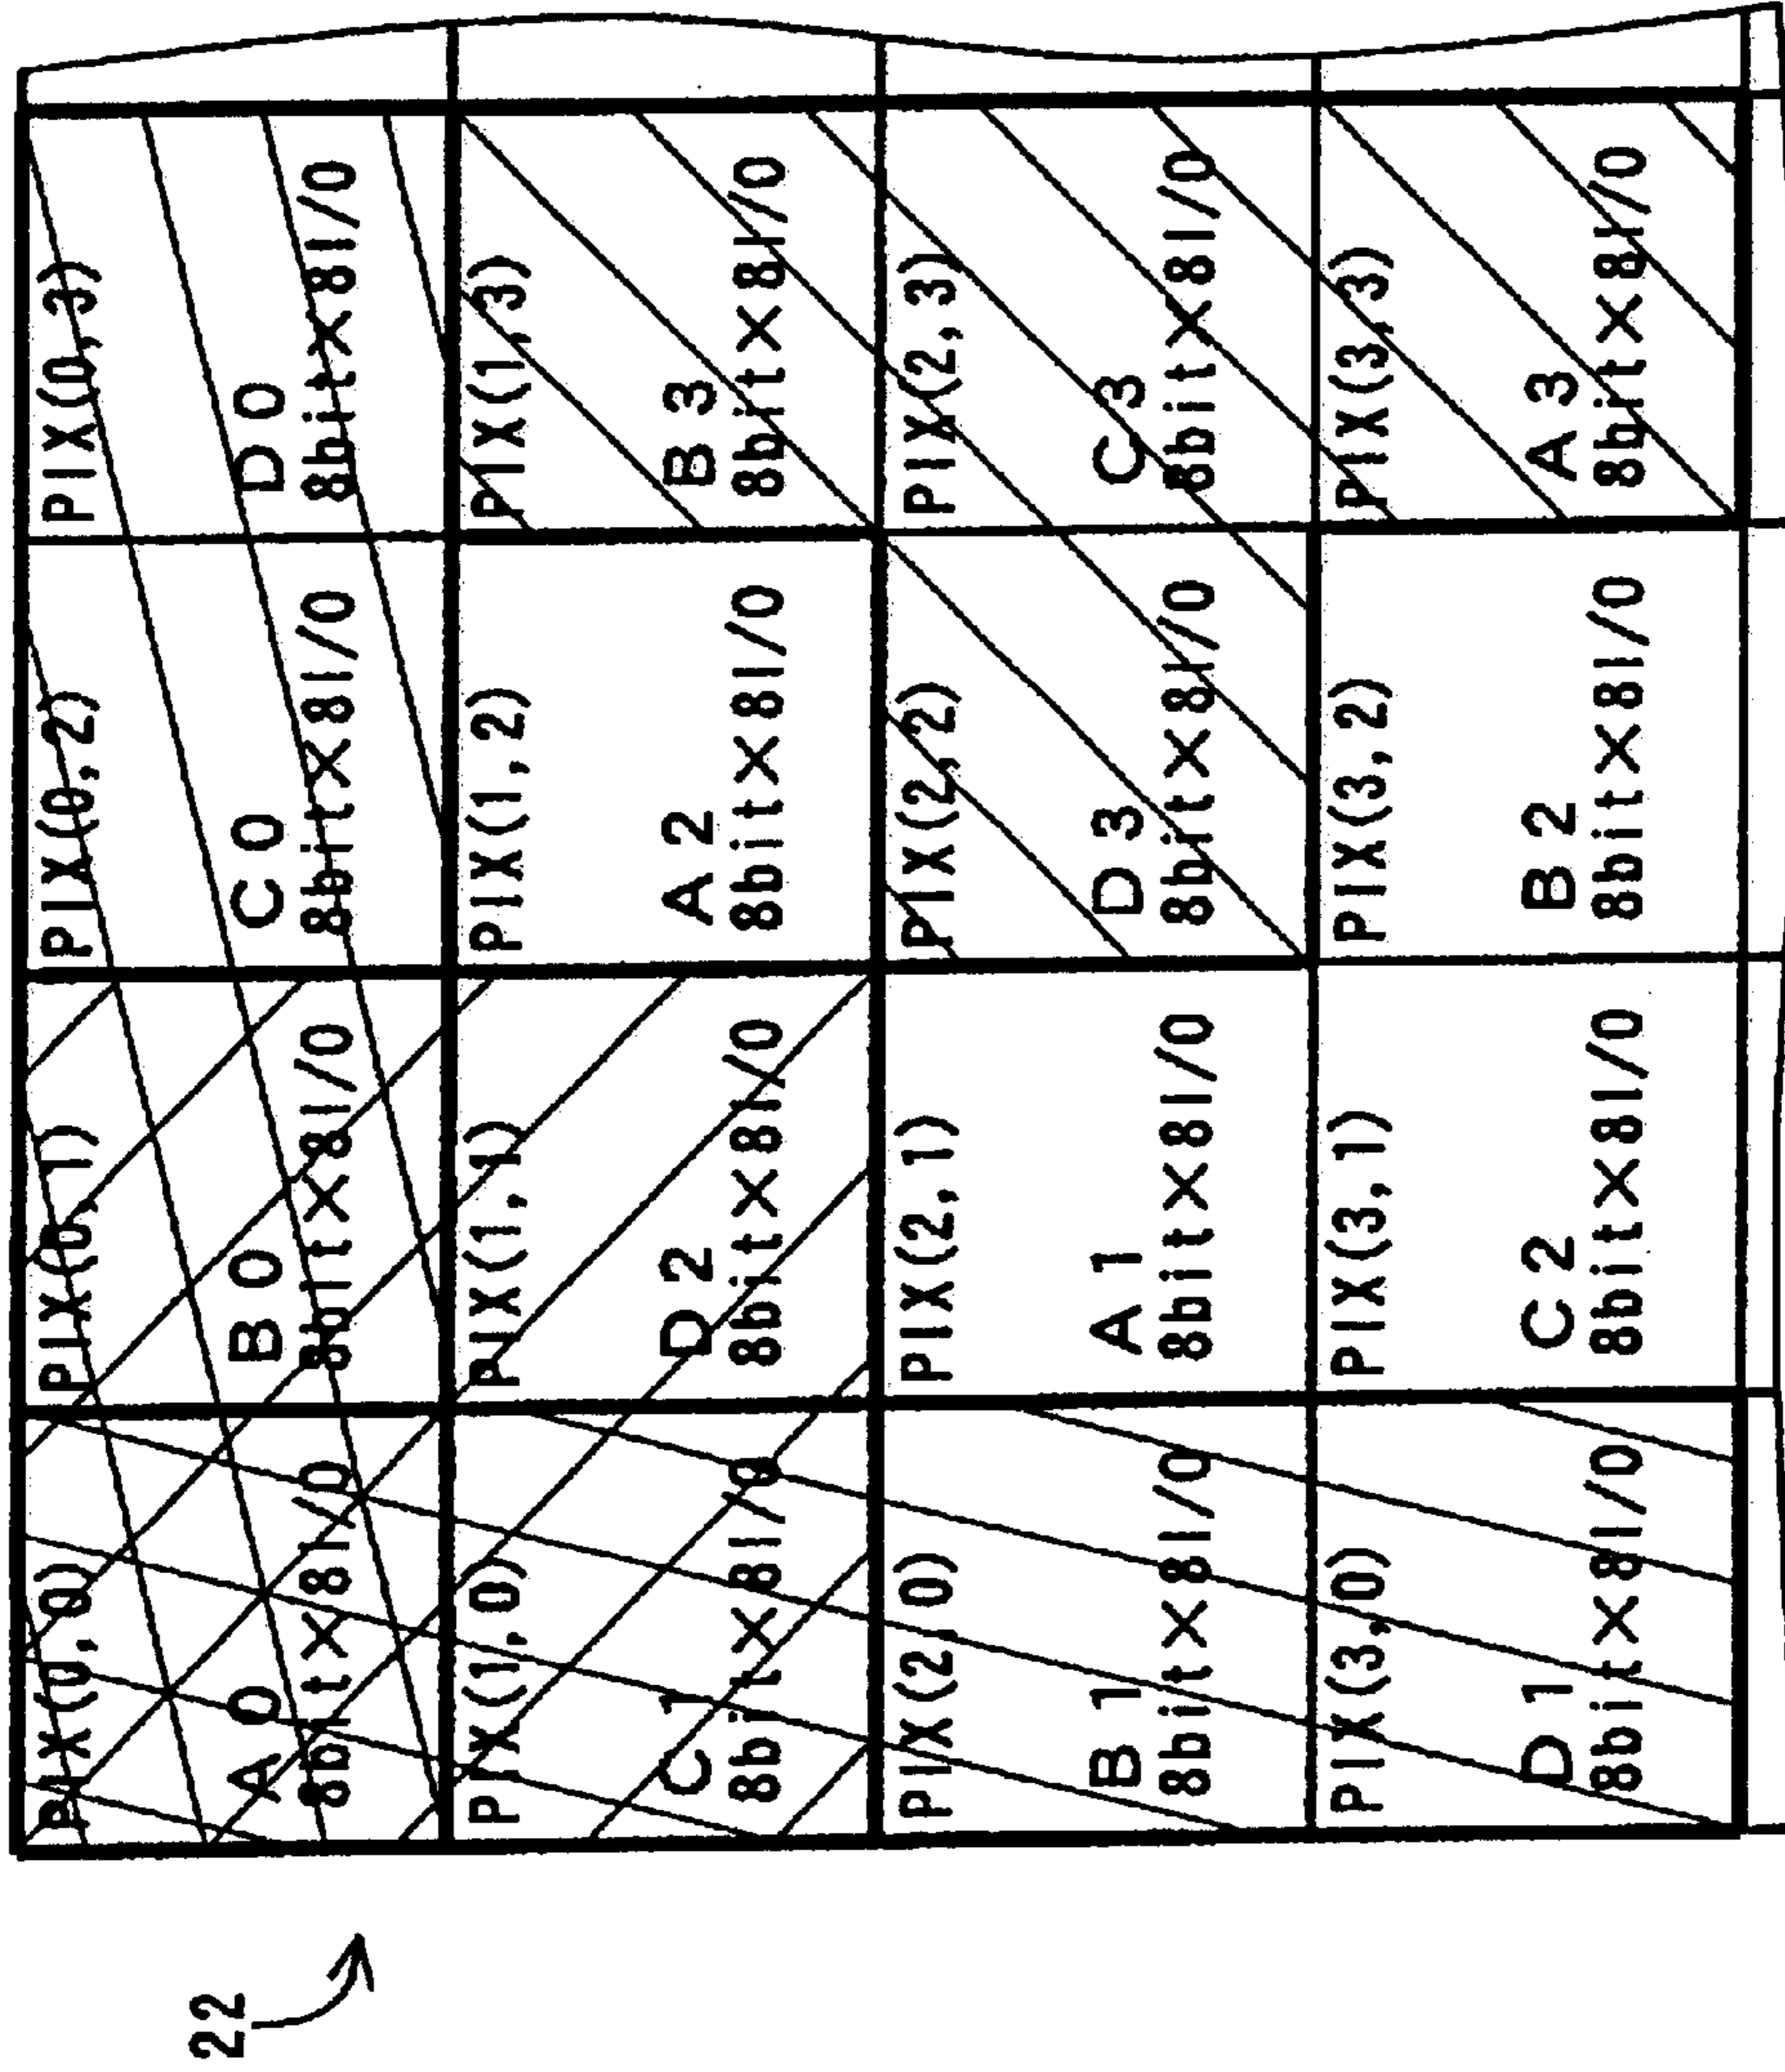 22
PIX(0,0)
A0
8bit×8I/O
PIX(0,1)
B0
8bit×8I/O
PIX(0,2)
C0
8bit×8I/O
PIX(0,3)
D0
8bit×8I/O
PIX(1,0)
C1
8bit×8I/O
PIX(1,1)
D2
8bit×8I/O
PIX(1,2)
A2
8bit×8I/O
PIX(1,3)
B3
8bit×8I/O
PIX(2,0)
B1
8bit×8I/O
PIX(2,1)
A1
8bit×8I/O
PIX(2,2)
D3
8bit×8I/O
PIX(2,3)
C3
8bit×8I/O
PIX(3,0)
D1
8bit×8I/O
PIX(3,1)
C2
8bit×8I/O
PIX(3,2)
B2
8bit×8I/O
PIX(3,3)
A3
8bit×8I/O